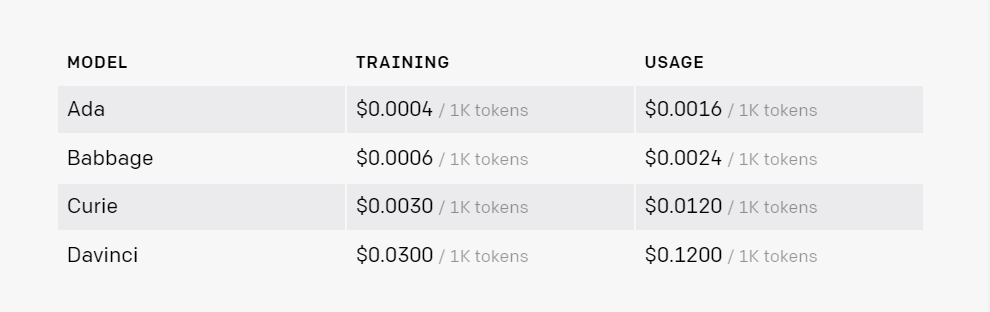 MODEL TRAINING USAGE
Ada $0.0004 / 1K tokens $0.0016 / 1K tokens
Babbage $0.0006 / 1K tokens $0.0024 / 1K tokens
Curie $0.0030 / 1K tokens $0.0120 / 1K tokens
Davinci $0.0300 / 1K tokens $0.1200 / 1K tokens